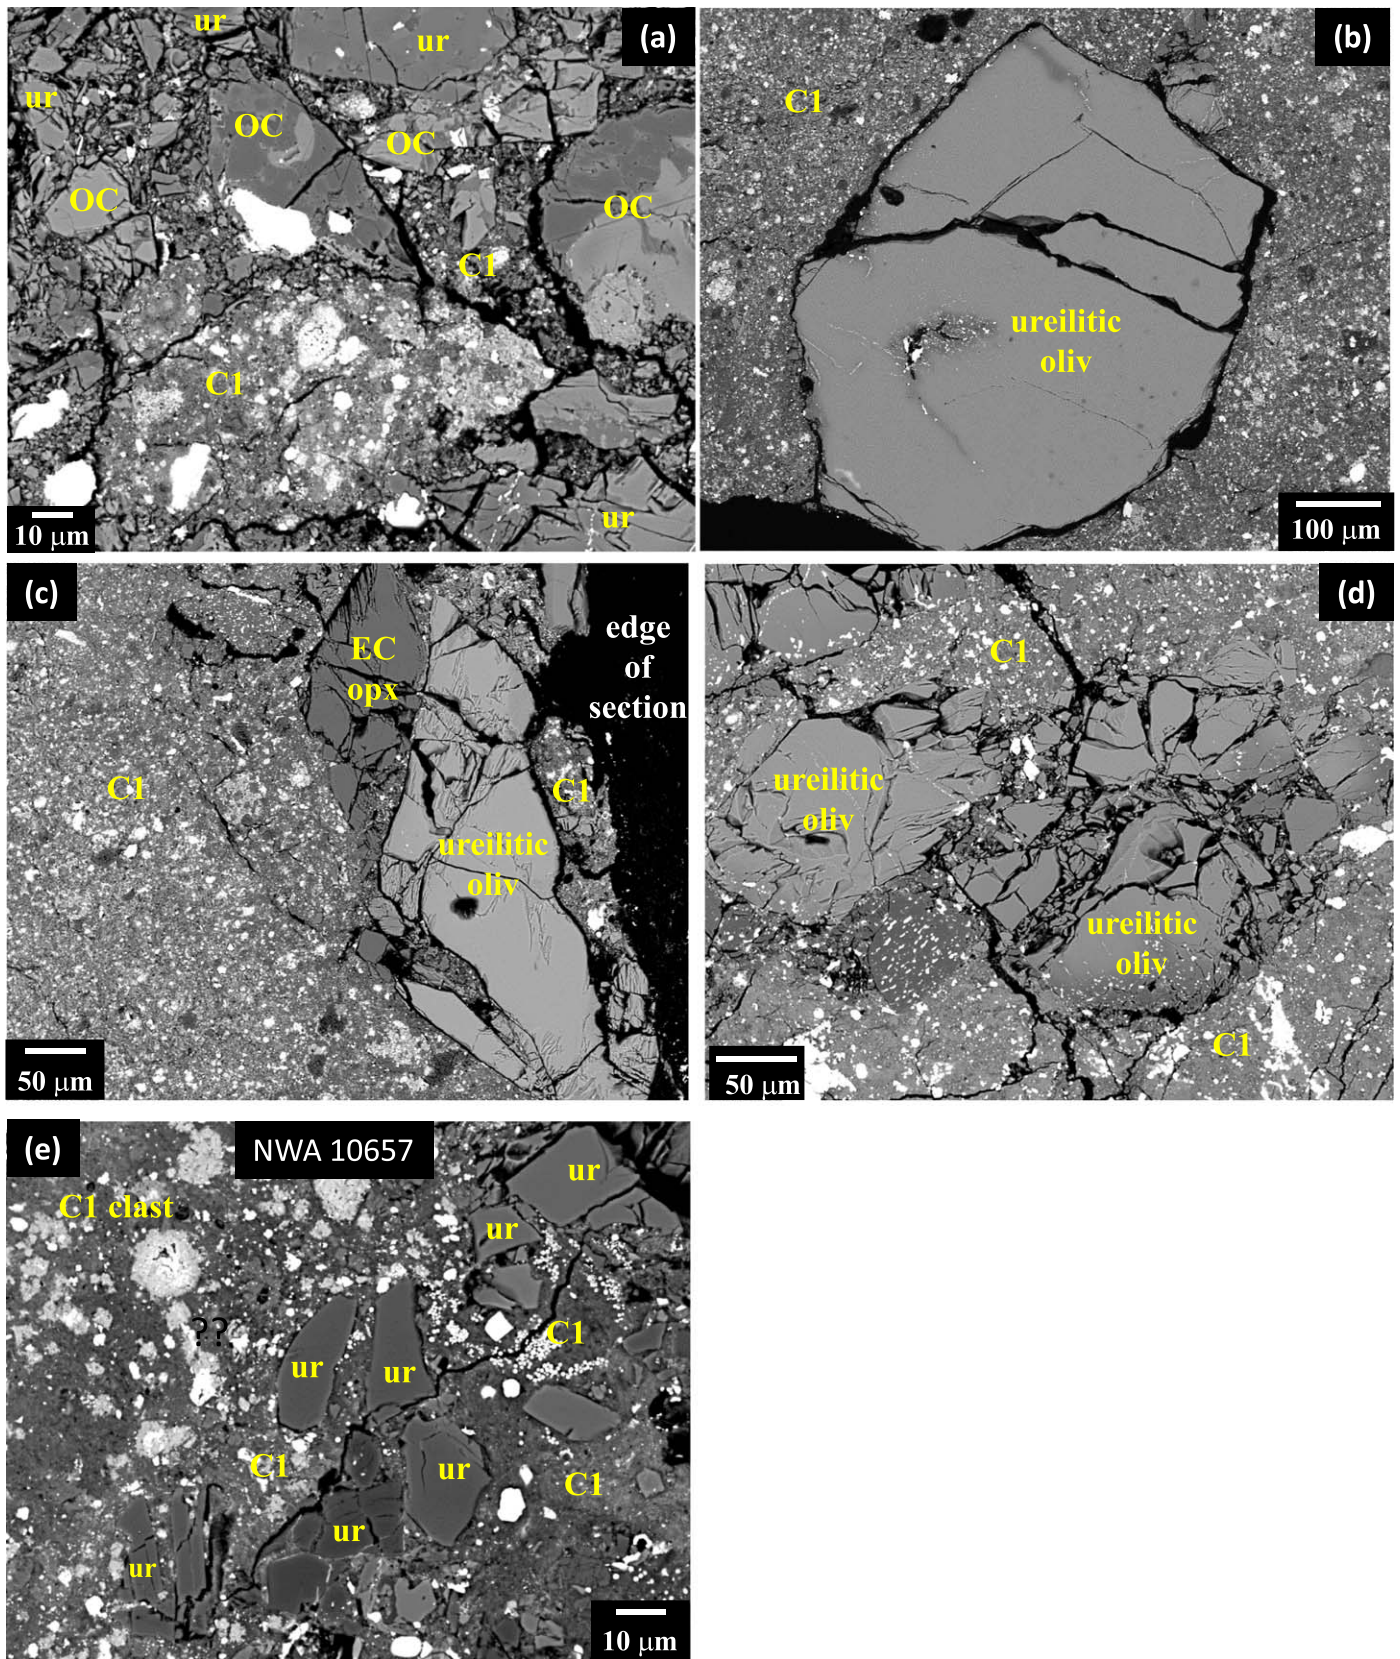 ur
ur
(a)
ur
OC
OC
OC
OC
C1
C1
ur
10 μm
(b)
C1
ureilitic
oliv
100 μm
(c)
edge
of
section
EC
opx
C1
C1
ureilitic
oliv
50 μm
(d)
C1
ureilitic
oliv
ureilitic
oliv
C1
50 μm
(e)
NWA 10657
ur
C1 clast
ur
??
C1
ur
ur
C1
ur
C1
ur
ur
10 μm